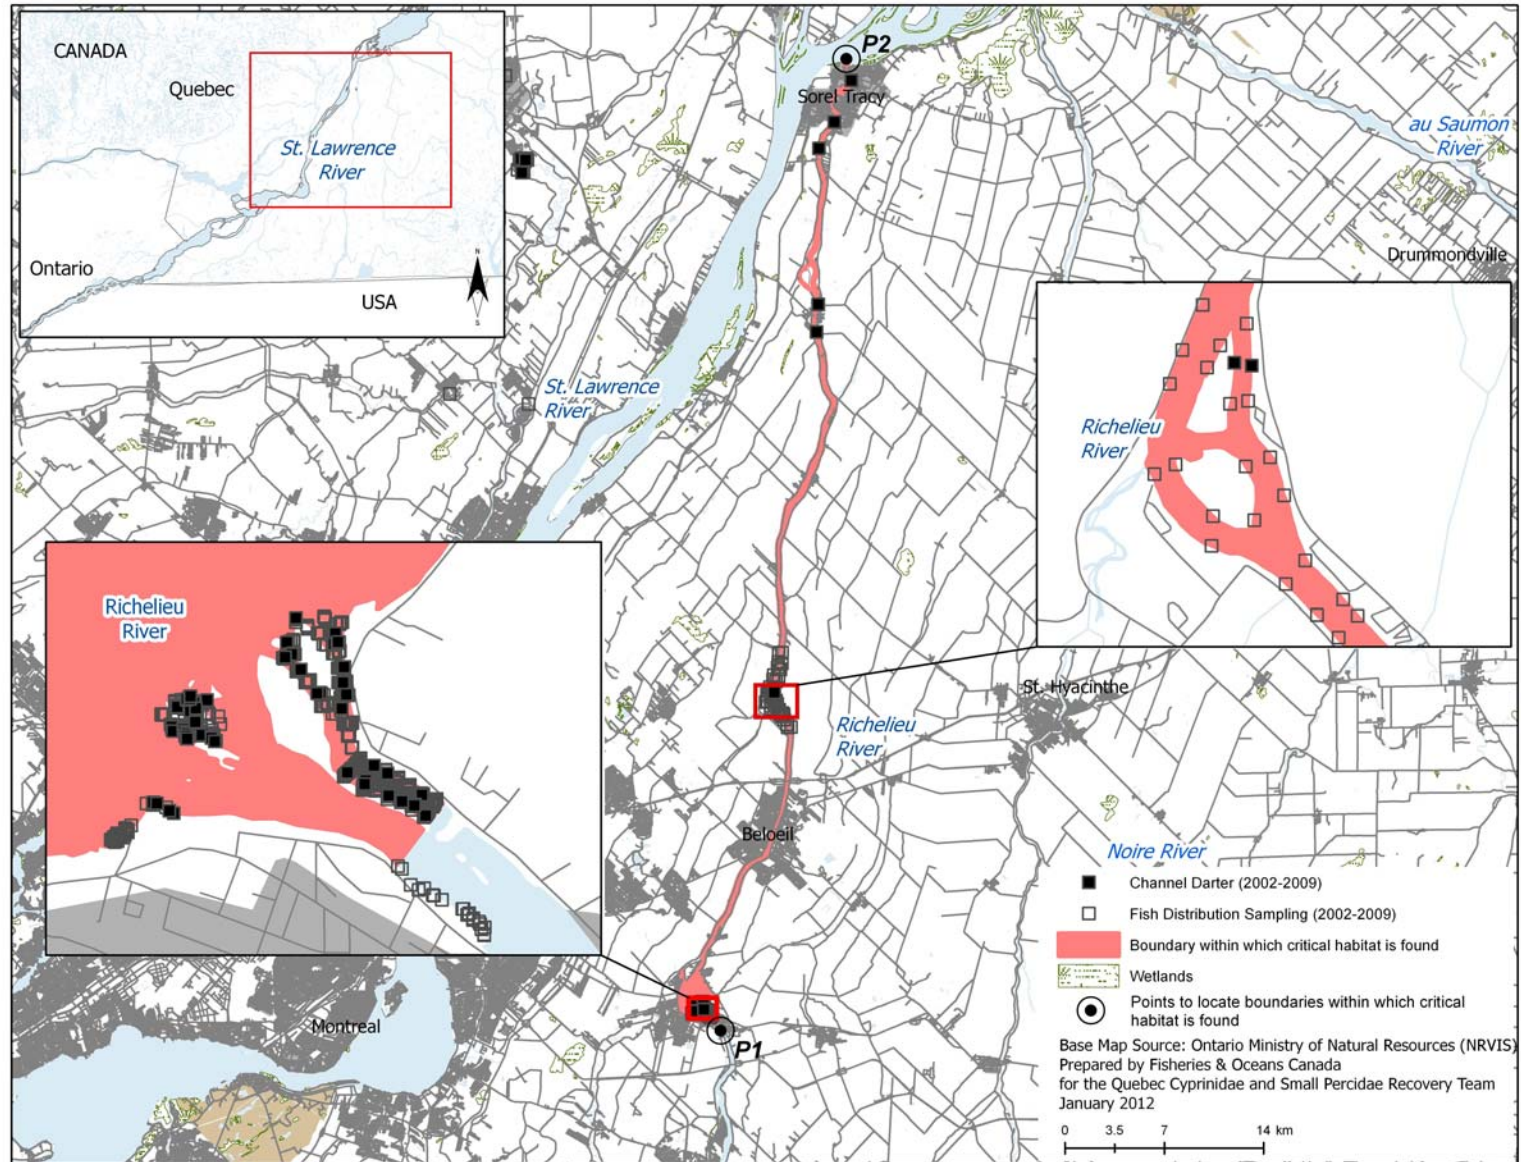 CANADA
Quebec
St. Lawrence
River
Ontario
USA
N
S
P2
Sorel Tracy
au Saumon
River
Drummondville
St. Lawrence
River
Richelieu
River
Richelieu
River
St. Hyacinthe
Richelieu
River
Beloeil
Noire River
Montreal
P1
Channel Darter (2002-2009)
Fish Distribution Sampling (2002-2009)
Boundary within which critical habitat is found
Wetlands
Points to locate boundaries within which critical
habitat is found
Base Map Source: Ontario Ministry of Natural Resources (NRVIS)
Prepared by Fisheries & Oceans Canada
for the Quebec Cyprinidae and Small Percidae Recovery Team
January 2012
0 3.5 7 14 km